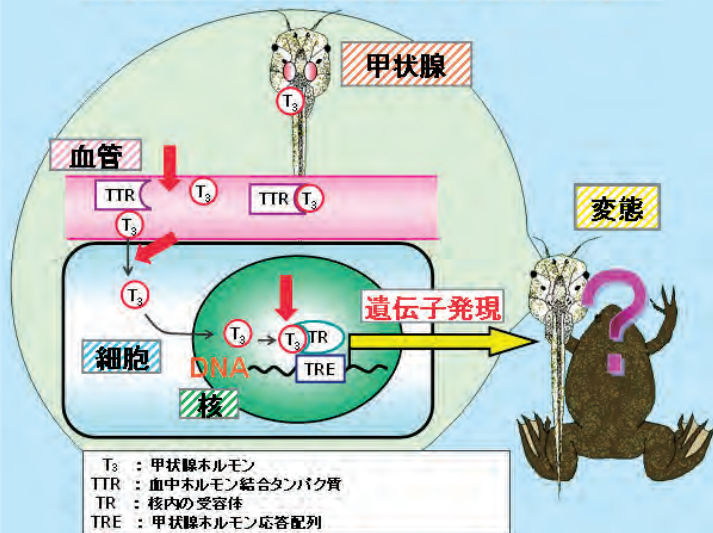 甲状腺
T₃
血管
TTR
T₃
TTR T₃
T₃
変態
?
T₃
遺伝子発現
T₃
T₃ TR
細胞
DNA
TRE
核
T₃ : 甲状腺ホルモン
TTR : 血中ホルモン結合タンパク質
TR : 核内の受容体
TRE : 甲状腺ホルモン応答配列